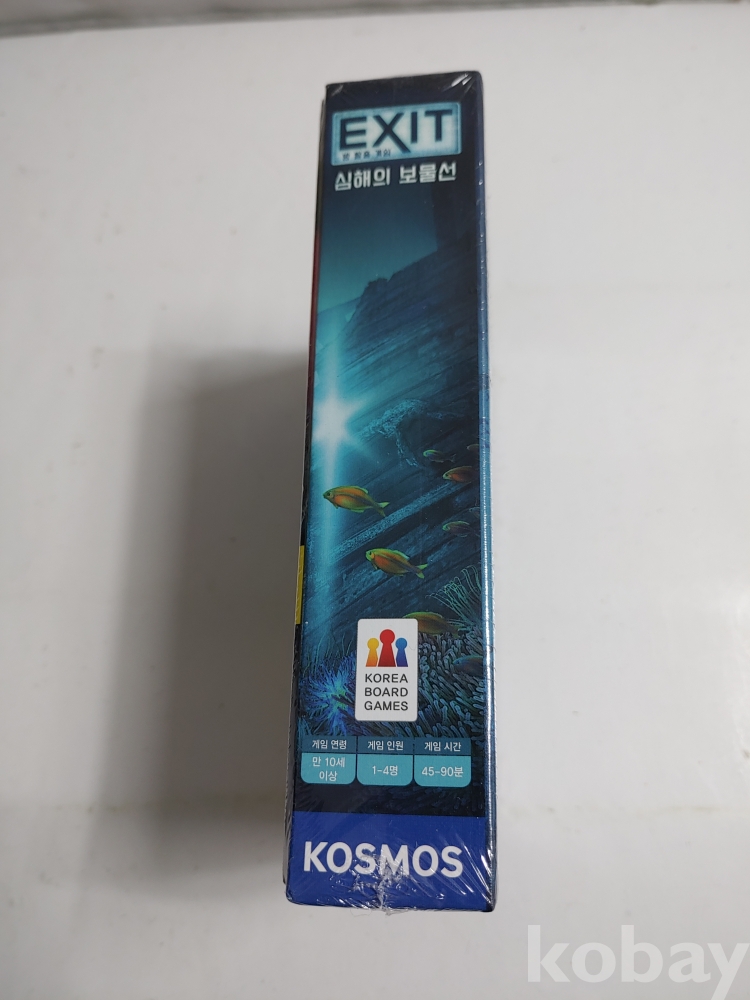 EXIT
방 탈출 게임
심해의 보물선
KOREA
BOARD
GAMES
게임 연령 게임 인원 게임 시간
만 10세
이상
1-4명
45-90분
KOSMOS
kobay